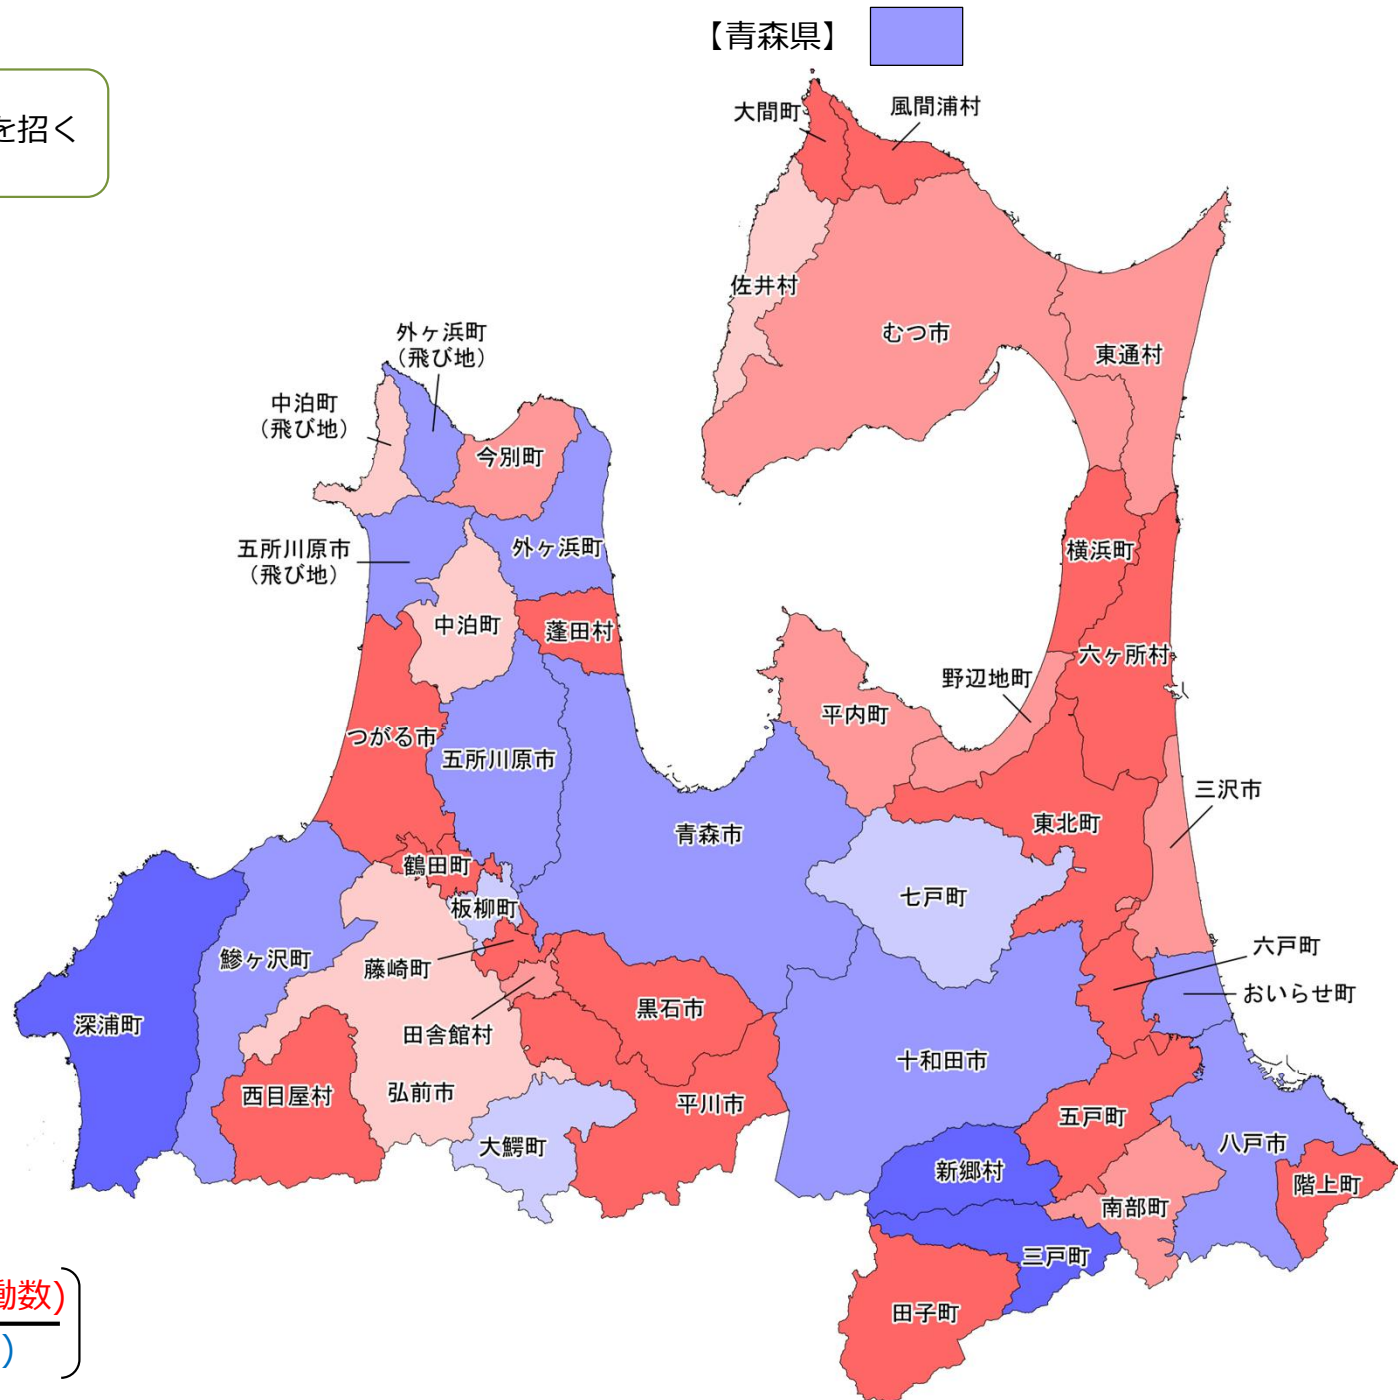 【青森県】
を招く
大間町
風間浦村
佐井村
むつ市
東通村
外ヶ浜町
(飛び地)
中泊町
(飛び地)
今別町
五所川原市
(飛び地)
外ヶ浜町
横浜町
中泊町
蓬田村
六ヶ所村
野辺地町
平内町
つがる市
五所川原市
三沢市
青森市
東北町
鶴田町
七戸町
板柳町
六戸町
鰺ヶ沢町
藤崎町
おいらせ町
黒石市
深浦町
田舎館村
十和田市
西目屋村
弘前市
平川市
五戸町
大鰐町
八戸市
新郷村
階上町
南部町
三戸町
働数)
田子町
)